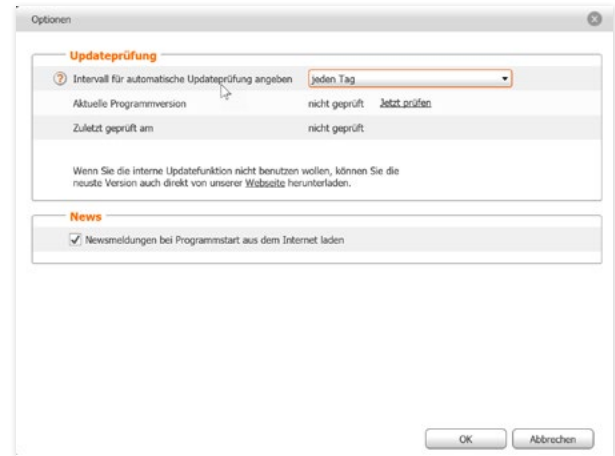 Optionen
Updateprüfung
Intervall für automatische Updateprüfung angeben jeden Tag
Aktuelle Programmversion nicht geprüft Jetzt prüfen
Zuletzt geprüft am nicht geprüft
Wenn Sie die interne Updatefunktion nicht benutzen wollen, können Sie die
neuste Version auch direkt von unserer Webseite herunterladen.
News
Newsmeldungen bei Programmstart aus dem Internet laden
OK Abbrechen